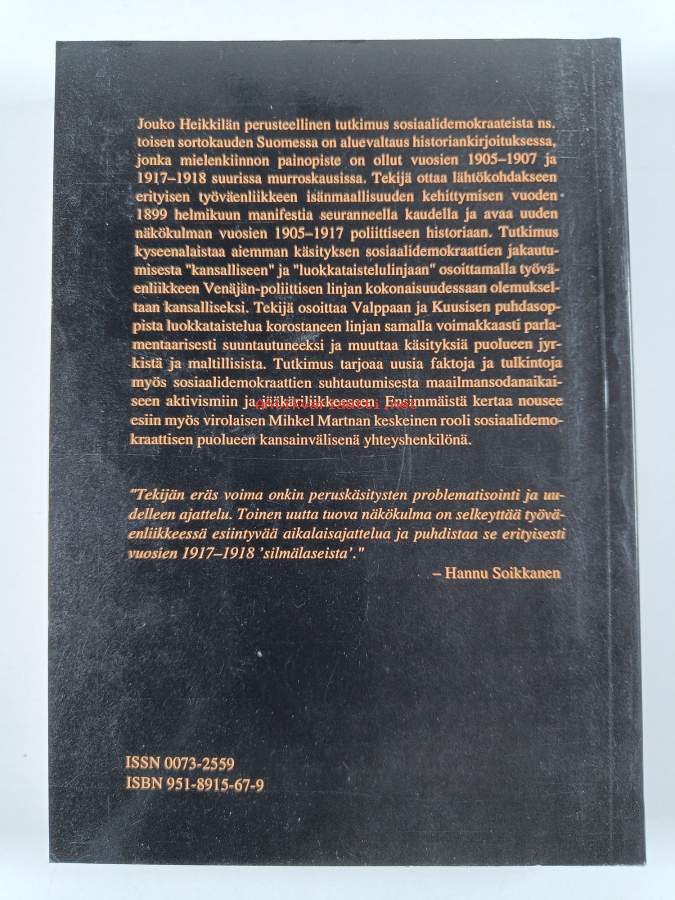 Jouko Heikkilän perusteellinen tutkimus sosiaalidemokraateista ns.
toisen sortokauden Suomessa on aluevaltaus historiankirjoituksessa,
jonka mielenkiinnon painopiste on ollut vuosien 1905–1907 ja
1917–1918 suurissa murroskausissa. Tekijä ottaa lähtökohdakseen
erityisen työväenliikkeen isänmaallisuuden kehittymisen vuoden
1899 helmikuun manifestia seuranneella kaudella ja avaa uuden
näkökulman vuosien 1905–1917 poliittiseen historiaan. Tutkimus
kyseenalaistaa aiemman käsityksen sosiaalidemokraattien jakautu-
misesta "kansalliseen" ja "luokkataistelulinjaan" osoittamalla työvä-
enliikkeen Venäjän-poliittisen linjan kokonaisuudessaan olemuksel-
taan kansalliseksi. Tekijä osoittaa Valppaan ja Kuusisen puhdasop-
pista luokkataistelua korostaneen linjan samalla voimakkaasti parla-
mentaarisesti suuntautuneeksi ja muuttaa käsityksiä puolueen jyr-
kistä ja maltillisista. Tutkimus tarjoaa uusia faktoja ja tulkintoja
myös sosiaalidemokraattien suhtautumisesta maailmansodanaikai-
seen aktivismiin ja jääkäriliikkeeseen. Ensimmäistä kertaa nousee
esiin myös virolaisen Mihkel Martnan keskeinen rooli sosiaalidemo-
kraattisen puolueen kansainvälisenä yhteyshenkilönä.
"Tekijän eräs voima onkin peruskäsitysten problematisointi ja uu-
delleen ajattelu. Toinen uutta tuova näkökulma on selkeyttää työvä-
enliikkeessä esiintyvää aikalaisajattelua ja puhdistaa se erityisesti
vuosien 1917–1918 'silmälaseista'."
– Hannu Soikkanen
ISSN 0073-2559
ISBN 951-8915-67-9